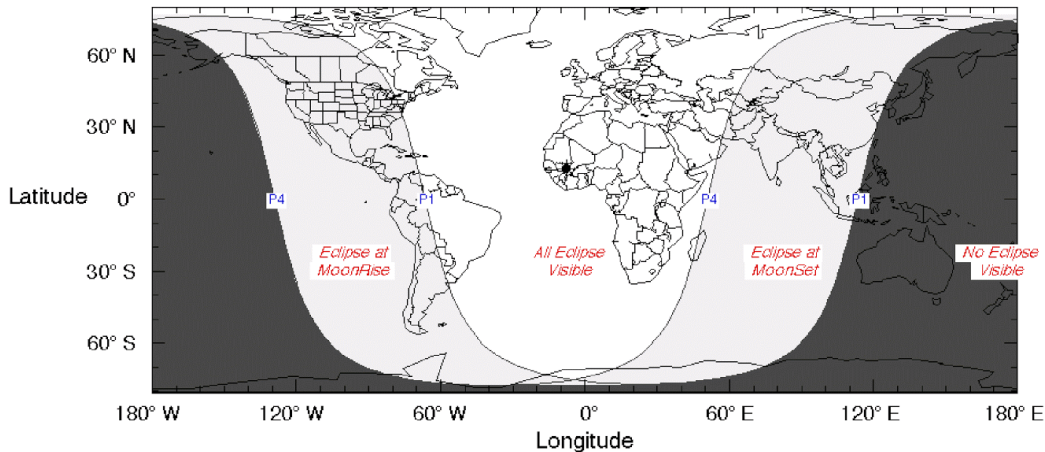 60° N
30° N
Latitude
0°
P4
P1
P4
P1
Eclipse at
MoonRise
All Eclipse
Visible
Eclipse at
MoonSet
No Eclipse
Visible
30° S
60° S
180° W
120° W
60° W
0°
60° E
120° E
180° E
Longitude